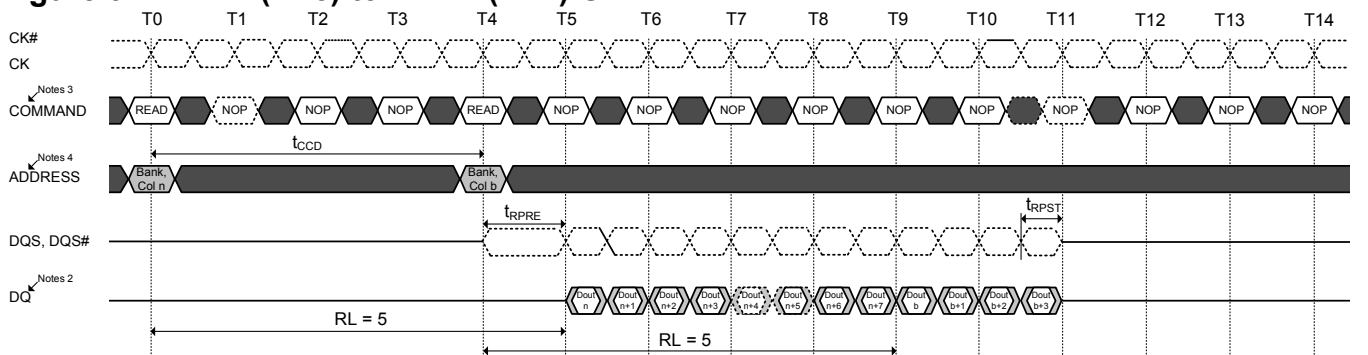 T0 T1 T2 T3 T4 T5 T6 T7 T8 T9 T10 T11 T12 T13 T14
CK#
CK
Notes 3
COMMAND READ NOP NOP NOP READ NOP NOP NOP NOP NOP NOP NOP NOP NOP NOP
tCCD
Notes 4
ADDRESS
Bank, Col n
Bank, Col b
tRPRE
tRPST
DQS, DQS#
Notes 2
DQ
Dout n
Dout n+1
Dout n+2
Dout n+3
Dout n+4
Dout n+5
Dout n+6
Dout n+7
Dout b
Dout b+1
Dout b+2
Dout b+3
RL = 5
RL = 5